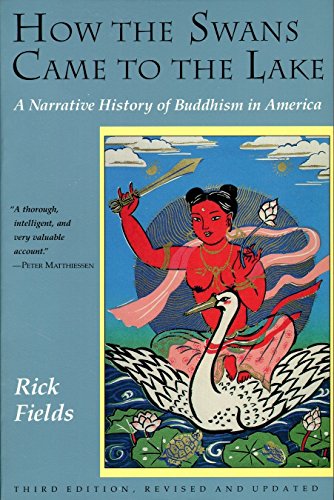 HOW THE SWANS
CAME TO THE LAKE
A Narrative History of Buddhism in America
"A thorough,
intelligent, and
very valuable
account."
—PETER MATTHIESSEN
Rick
Fields
THIRD EDITION, REVISED AND UPDATED